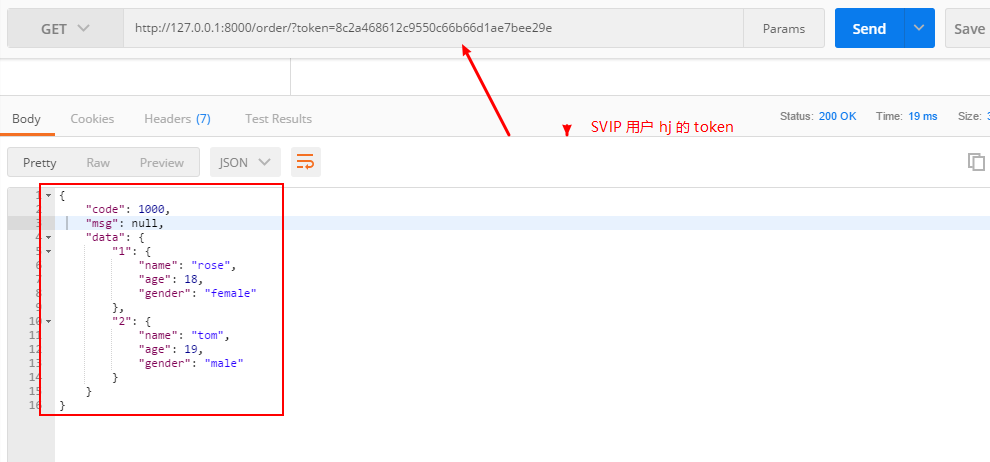 GET http://127.0.0.1:8000/order/?token=8c2a468612c9550c66b66d1ae7bee29e Params Send Save
Body Cookies Headers (7) Test Results Status: 200 OK Time: 19 ms Size:
SVIP 用户 hj 的 token
Pretty Raw Preview JSON
1 {
2 "code": 1000,
3 "msg": null,
4 "data": {
5 "1": {
6 "name": "rose",
7 "age": 18,
8 "gender": "female"
9 },
10 "2": {
11 "name": "tom",
12 "age": 19,
13 "gender": "male"
14 }
15 }
16 }